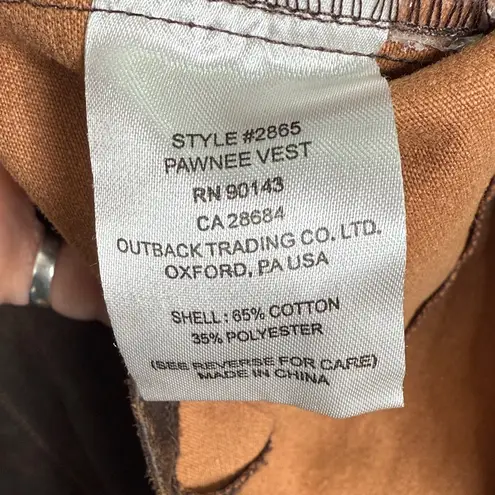 STYLE #2865
PAWNEE VEST
RN 90143
CA 28684
OUTBACK TRADING CO. LTD.
OXFORD, PA USA
SHELL : 65% COTTON
35% POLYESTER
(SEE REVERSE FOR CARE)
MADE IN CHINA